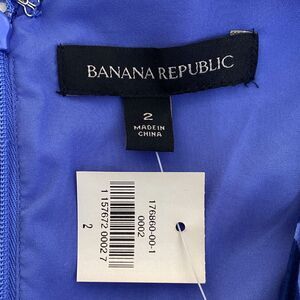 BANANA REPUBLIC
2
MADE IN
CHINA
176860-00-1
0002
1 157672 0002 7
2